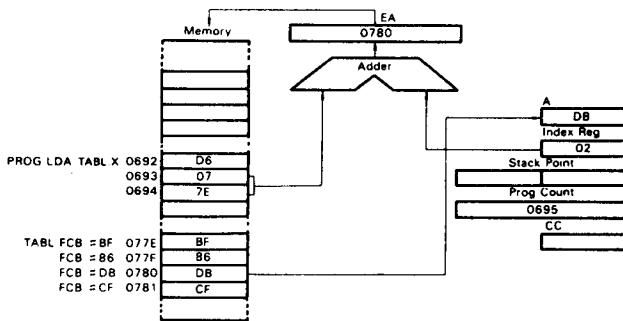 EA
Memory
0780
Adder
A
DB
Index Reg
PROG LDA TABL X 0692 D6
02
0693 07
Stack Point
0694 7E
Prog Count
0695
CC
TABL FCB =BF 077E BF
FCB =86 077F 86
FCB =DB 0780 DB
FCB =CF 0781 CF